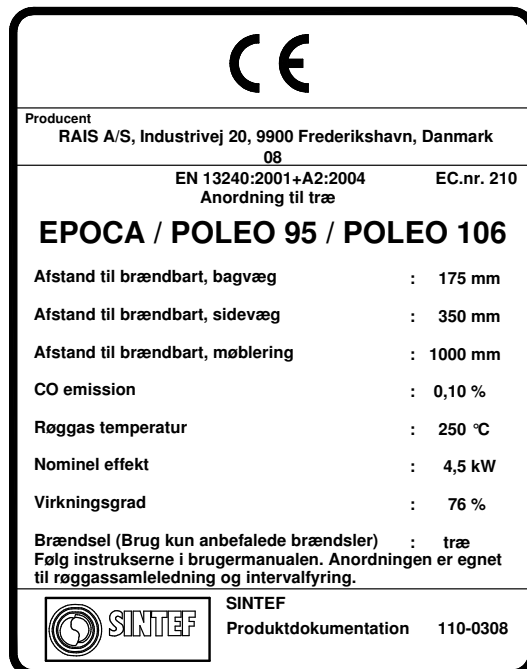 CE
Producent
RAIS A/S, Industrivej 20, 9900 Frederikshavn, Danmark
08
EN 13240:2001+A2:2004 EC.nr. 210
Anordning til træ
EPOCA / POLEO 95 / POLEO 106
Afstand til brændbart, bagvæg : 175 mm
Afstand til brændbart, sidevæg : 350 mm
Afstand til brændbart, møblering : 1000 mm
CO emission : 0,10 %
Røggas temperatur : 250 °C
Nominel effekt : 4,5 kW
Virkningsgrad : 76 %
Brændsel (Brug kun anbefalede brændsler) : træ
Følg instrukserne i brugermanualen. Anordningen er egnet
til røggassamleledning og intervalfyring.
SINTEF
SINTEF
Produktdokumentation 110-0308